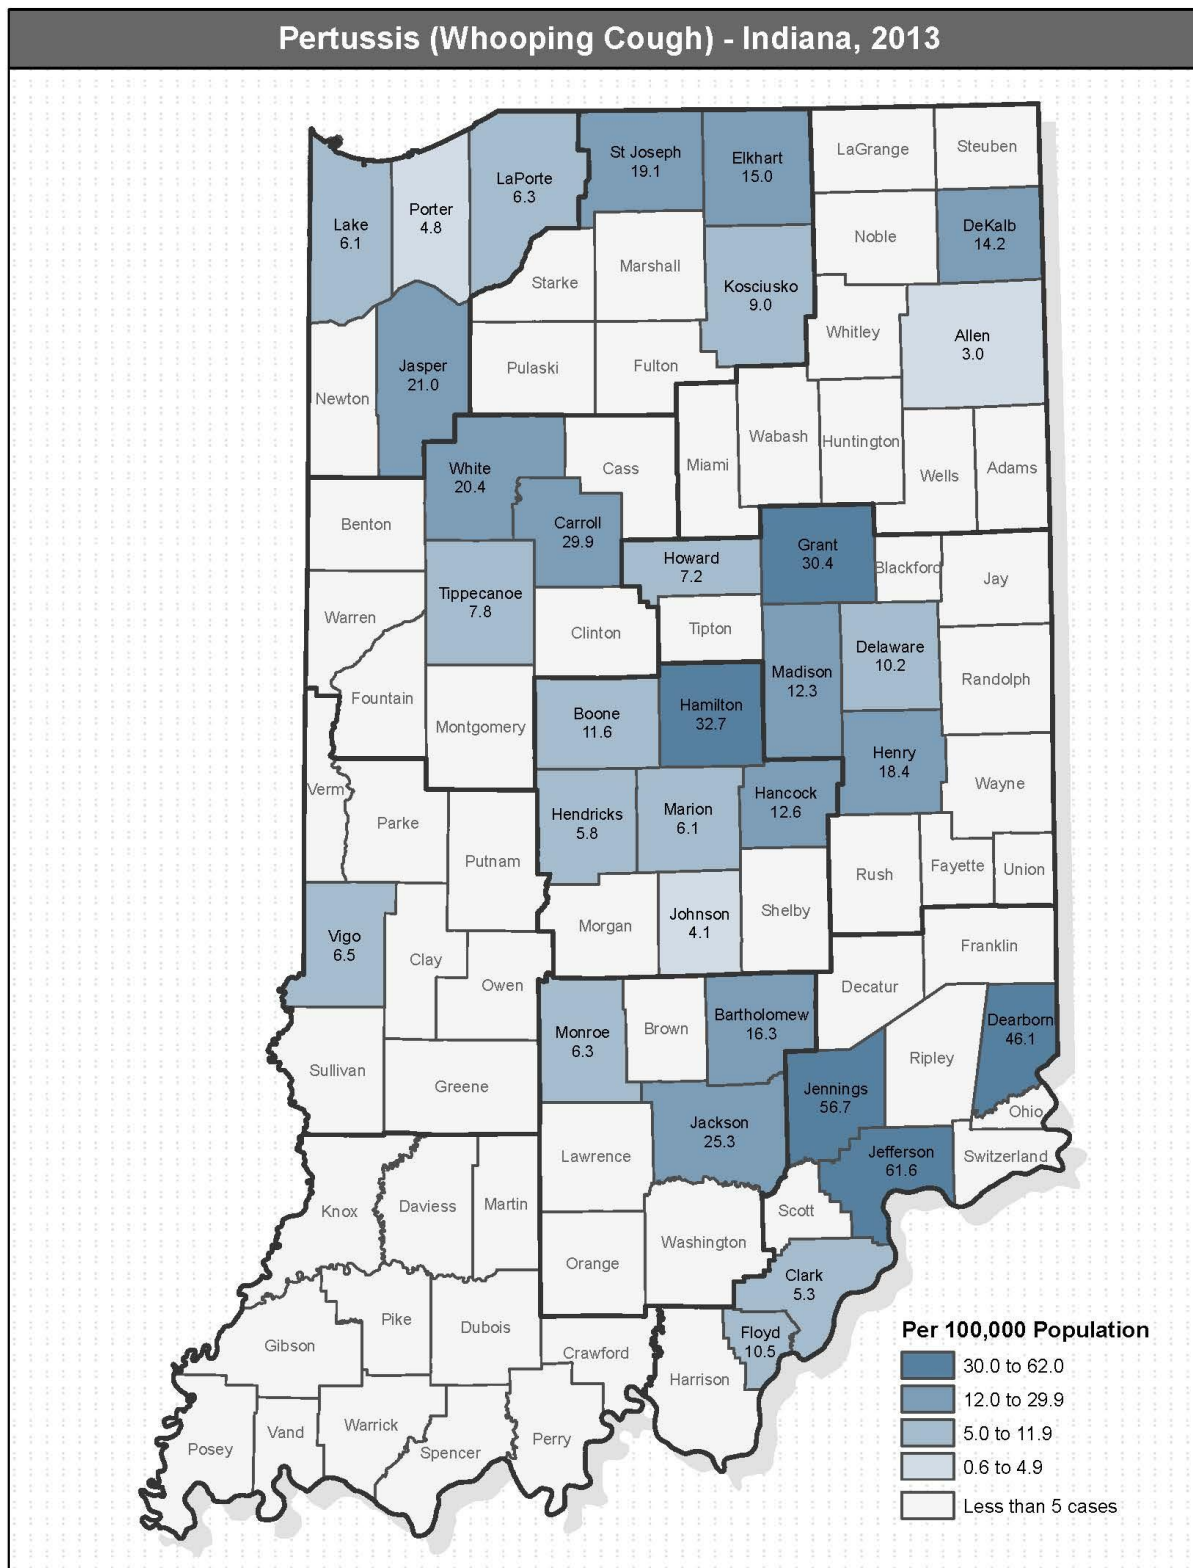 Pertussis (Whooping Cough) - Indiana, 2013
St Joseph
19.1
Elkhart
15.0
LaGrange
Steuben
LaPorte
6.3
Porter
4.8
Lake
6.1
Noble
DeKalb
14.2
Marshall
Starke
Kosciusko
9.0
Whitley
Allen
3.0
Jasper
21.0
Pulaski
Fulton
Newton
Wabash
Huntington
Miami
Cass
White
20.4
Wells
Adams
Benton
Carroll
29.9
Grant
30.4
Howard
7.2
Blackford
Jay
Tippecanoe
7.8
Warren
Clinton
Tipton
Delaware
10.2
Madison
12.3
Randolph
Fountain
Montgomery
Boone
11.6
Hamilton
32.7
Henry
18.4
Wayne
Verm
Parke
Putnam
Hendricks
5.8
Marion
6.1
Hancock
12.6
Rush
Fayette
Union
Morgan
Johnson
4.1
Shelby
Vigo
6.5
Clay
Owen
Franklin
Decatur
Monroe
6.3
Brown
Bartholomew
16.3
Dearborn
46.1
Ripley
Sullivan
Greene
Jennings
56.7
Ohio
Jackson
25.3
Lawrence
Jefferson
61.6
Switzerland
Knox
Daviess
Martin
Scott
Washington
Orange
Clark
5.3
Gibson
Pike
Dubois
Crawford
Floyd
10.5
Harrison
Posey
Vand
Warrick
Spencer
Perry
Per 100,000 Population
30.0 to 62.0
12.0 to 29.9
5.0 to 11.9
0.6 to 4.9
Less than 5 cases